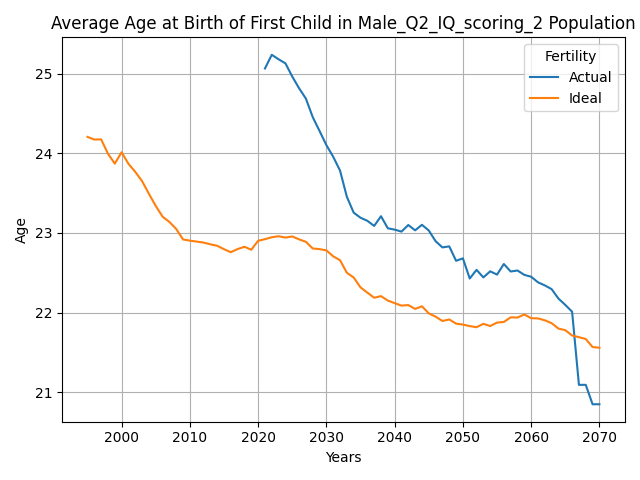 Average Age at Birth of First Child in Male_Q2_IQ_scoring_2 Population
Fertility
Actual
Ideal
25
24
23
22
21
Age
2000 2010 2020 2030 2040 2050 2060 2070
Years